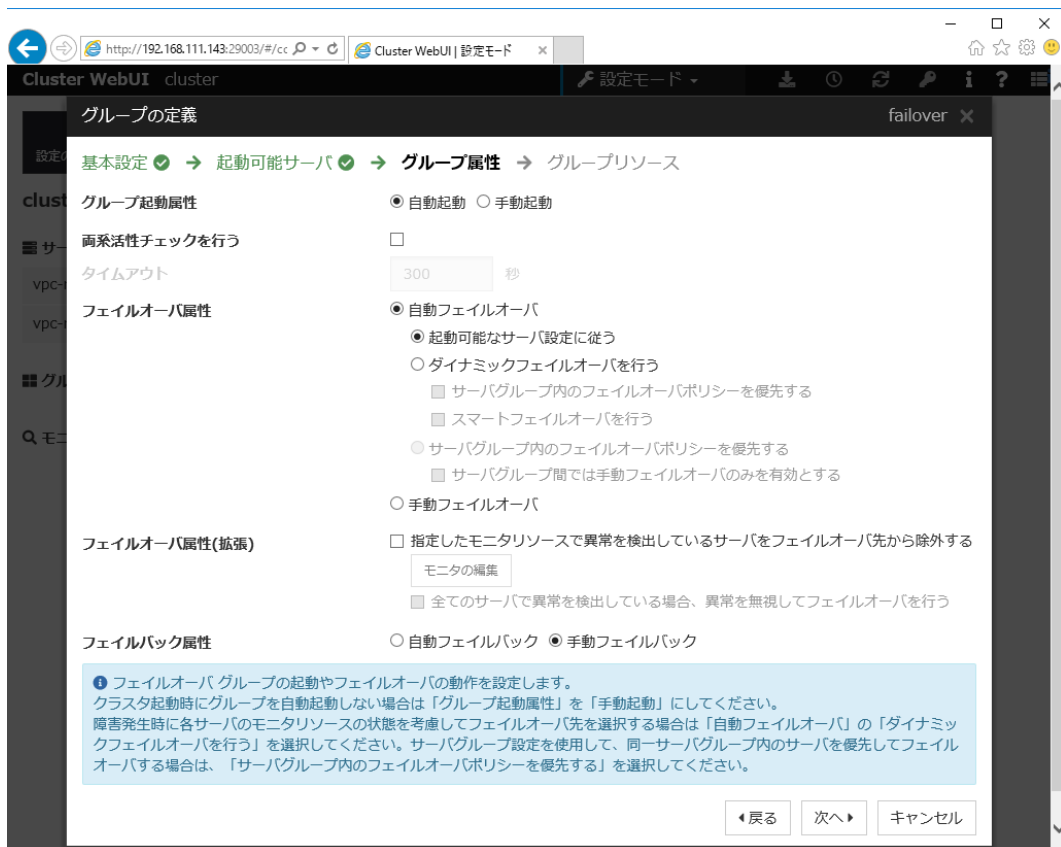 http://192.168.111.143:29003/#/cc
Cluster WebUI | 設定モード
Cluster WebUI cluster
設定モード
グループの定義
failover
設定の
基本設定 → 起動可能サーバ → グループ属性 → グループリソース
clust
グループ起動属性
自動起動 手動起動
サー
両系活性チェックを行う
vpc-r
タイムアウト
300 秒
フェイルオーバ属性
自動フェイルオーバ
vpc-r
起動可能なサーバ設定に従う
ダイナミックフェイルオーバを行う
グル
サーバグループ内のフェイルオーバポリシーを優先する
スマートフェイルオーバを行う
モニ
サーバグループ内のフェイルオーバポリシーを優先する
サーバグループ間では手動フェイルオーバのみを有効とする
手動フェイルオーバ
フェイルオーバ属性(拡張)
指定したモニタリソースで異常を検出しているサーバをフェイルオーバ先から除外する
モニタの編集
全てのサーバで異常を検出している場合、異常を無視してフェイルオーバを行う
フェイルバック属性
自動フェイルバック 手動フェイルバック
フェイルオーバ グループの起動やフェイルオーバの動作を設定します。
クラスタ起動時にグループを自動起動しない場合は「グループ起動属性」を「手動起動」にしてください。
障害発生時に各サーバのモニタリソースの状態を考慮してフェイルオーバ先を選択する場合は「自動フェイルオーバ」の「ダイナミッ
クフェイルオーバを行う」を選択してください。サーバグループ設定を使用して、同一サーバグループ内のサーバを優先してフェイル
オーバする場合は、「サーバグループ内のフェイルオーバポリシーを優先する」を選択してください。
戻る 次へ キャンセル